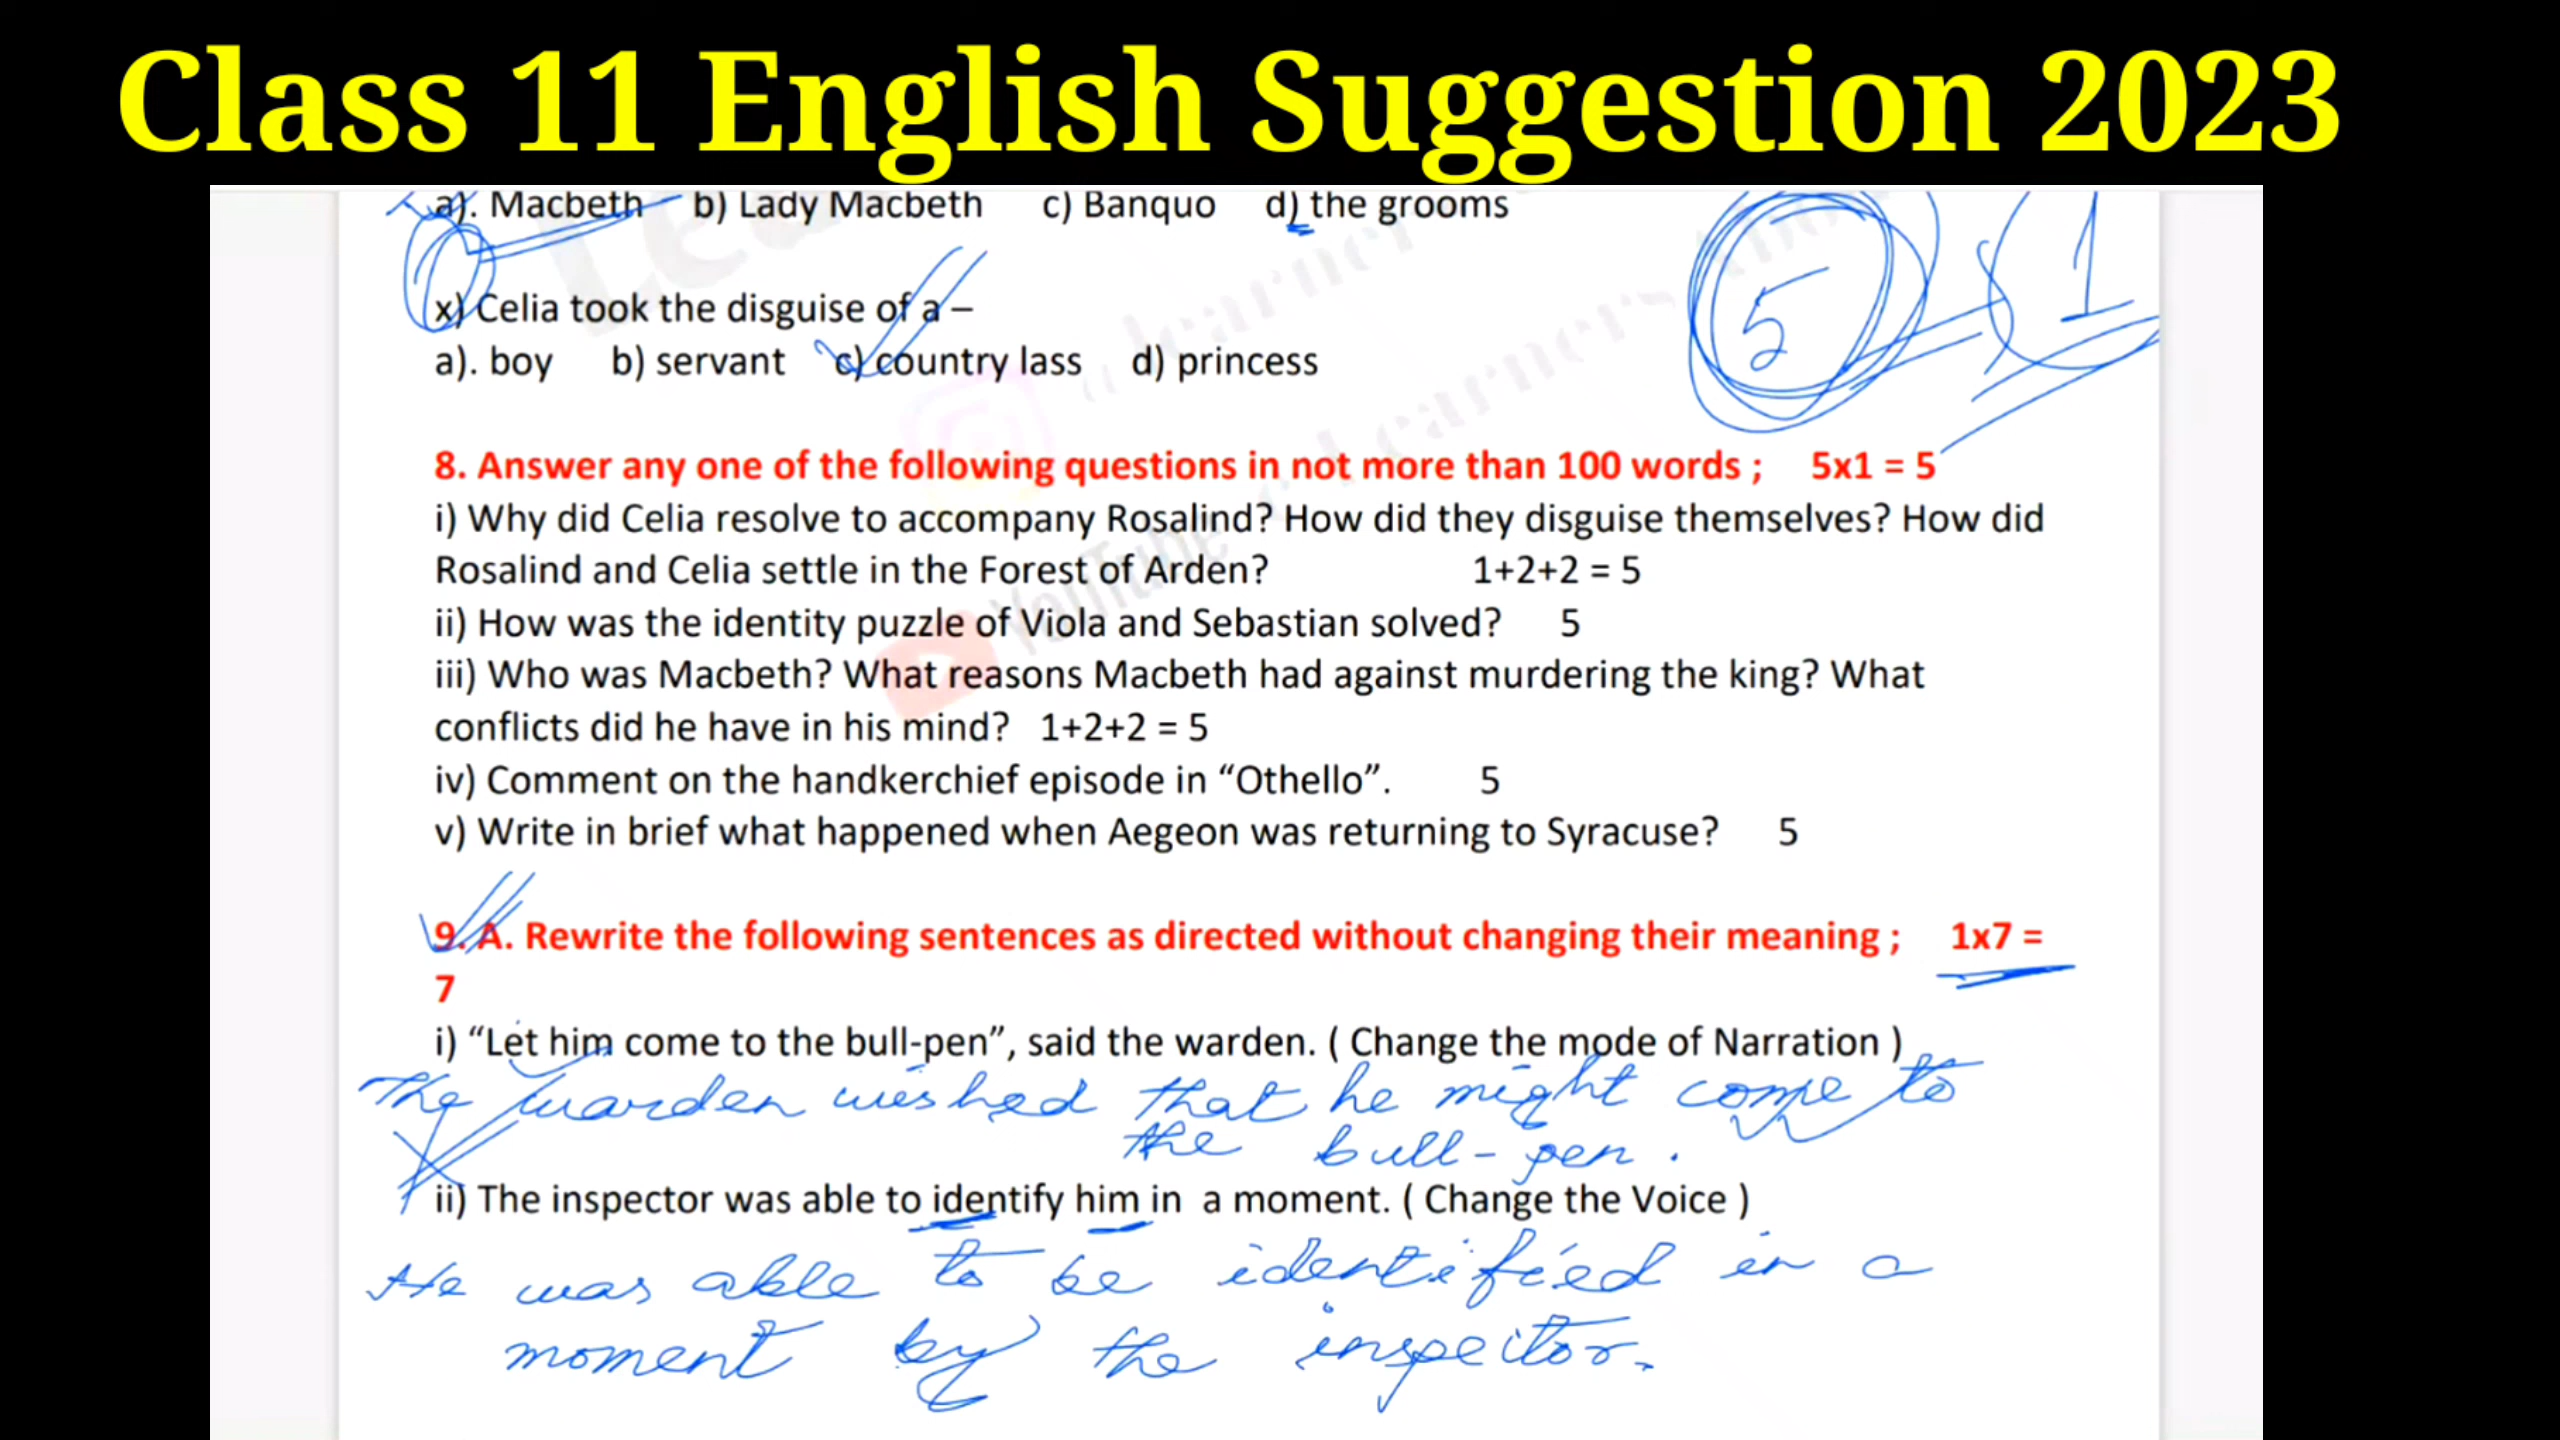 Class 11 English Suggestion 2023
a). Macbeth b) Lady Macbeth c) Banquo d) the grooms
x) Celia took the disguise of a –
a). boy b) servant c) country lass d) princess
5 1
8. Answer any one of the following questions in not more than 100 words ; 5x1 = 5
i) Why did Celia resolve to accompany Rosalind? How did they disguise themselves? How did
Rosalind and Celia settle in the Forest of Arden? 1+2+2 = 5
ii) How was the identity puzzle of Viola and Sebastian solved? 5
iii) Who was Macbeth? What reasons Macbeth had against murdering the king? What
conflicts did he have in his mind? 1+2+2 = 5
iv) Comment on the handkerchief episode in “Othello”. 5
v) Write in brief what happened when Aegeon was returning to Syracuse? 5
9. A. Rewrite the following sentences as directed without changing their meaning ; 1x7 =
7
i) “Let him come to the bull-pen”, said the warden. ( Change the mode of Narration )
The warden wished that he might come to
the bull-pen.
ii) The inspector was able to identify him in a moment. ( Change the Voice )
He was able to be identified in a
moment by the inspector.
YouTube
learner
Learner